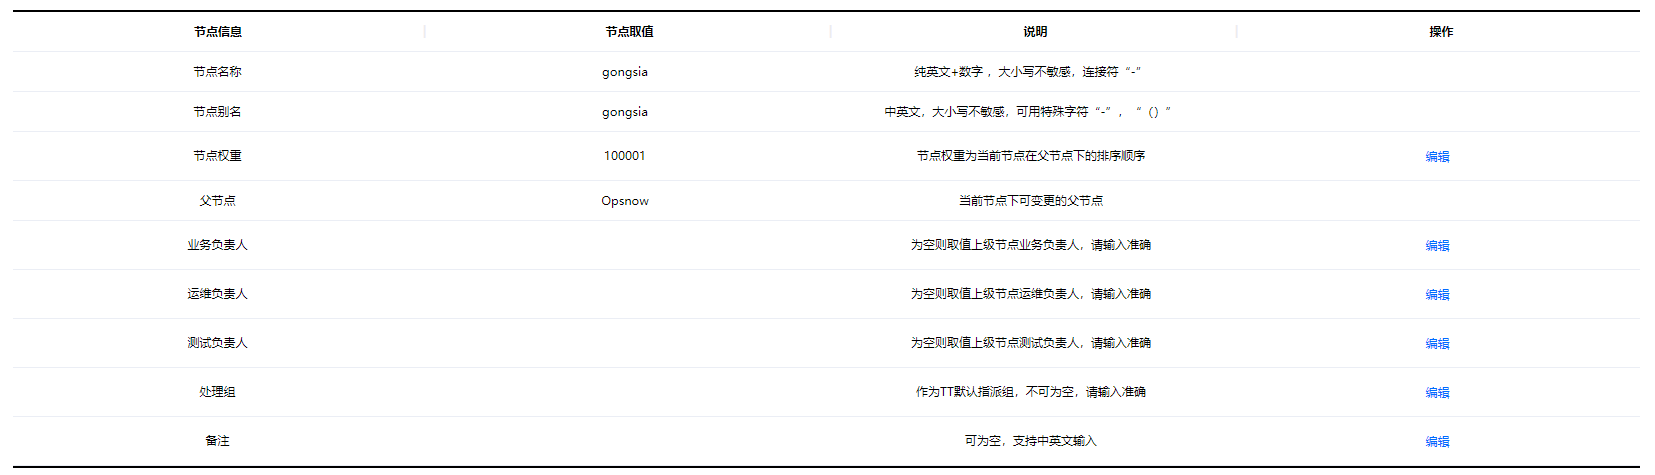 节点信息 节点取值 说明 操作
节点名称 gongsia 纯英文+数字 ，大小写不敏感，连接符“-”
节点别名 gongsia 中英文，大小写不敏感，可用特殊字符“-”，“（）”
节点权重 100001 节点权重为当前节点在父节点下的排序顺序 编辑
父节点 Opsnow 当前节点下可变更的父节点
业务负责人 为空则取值上级节点业务负责人，请输入准确 编辑
运维负责人 为空则取值上级节点运维负责人，请输入准确 编辑
测试负责人 为空则取值上级节点测试负责人，请输入准确 编辑
处理组 作为TT默认指派组，不可为空，请输入准确 编辑
备注 可为空，支持中英文输入 编辑